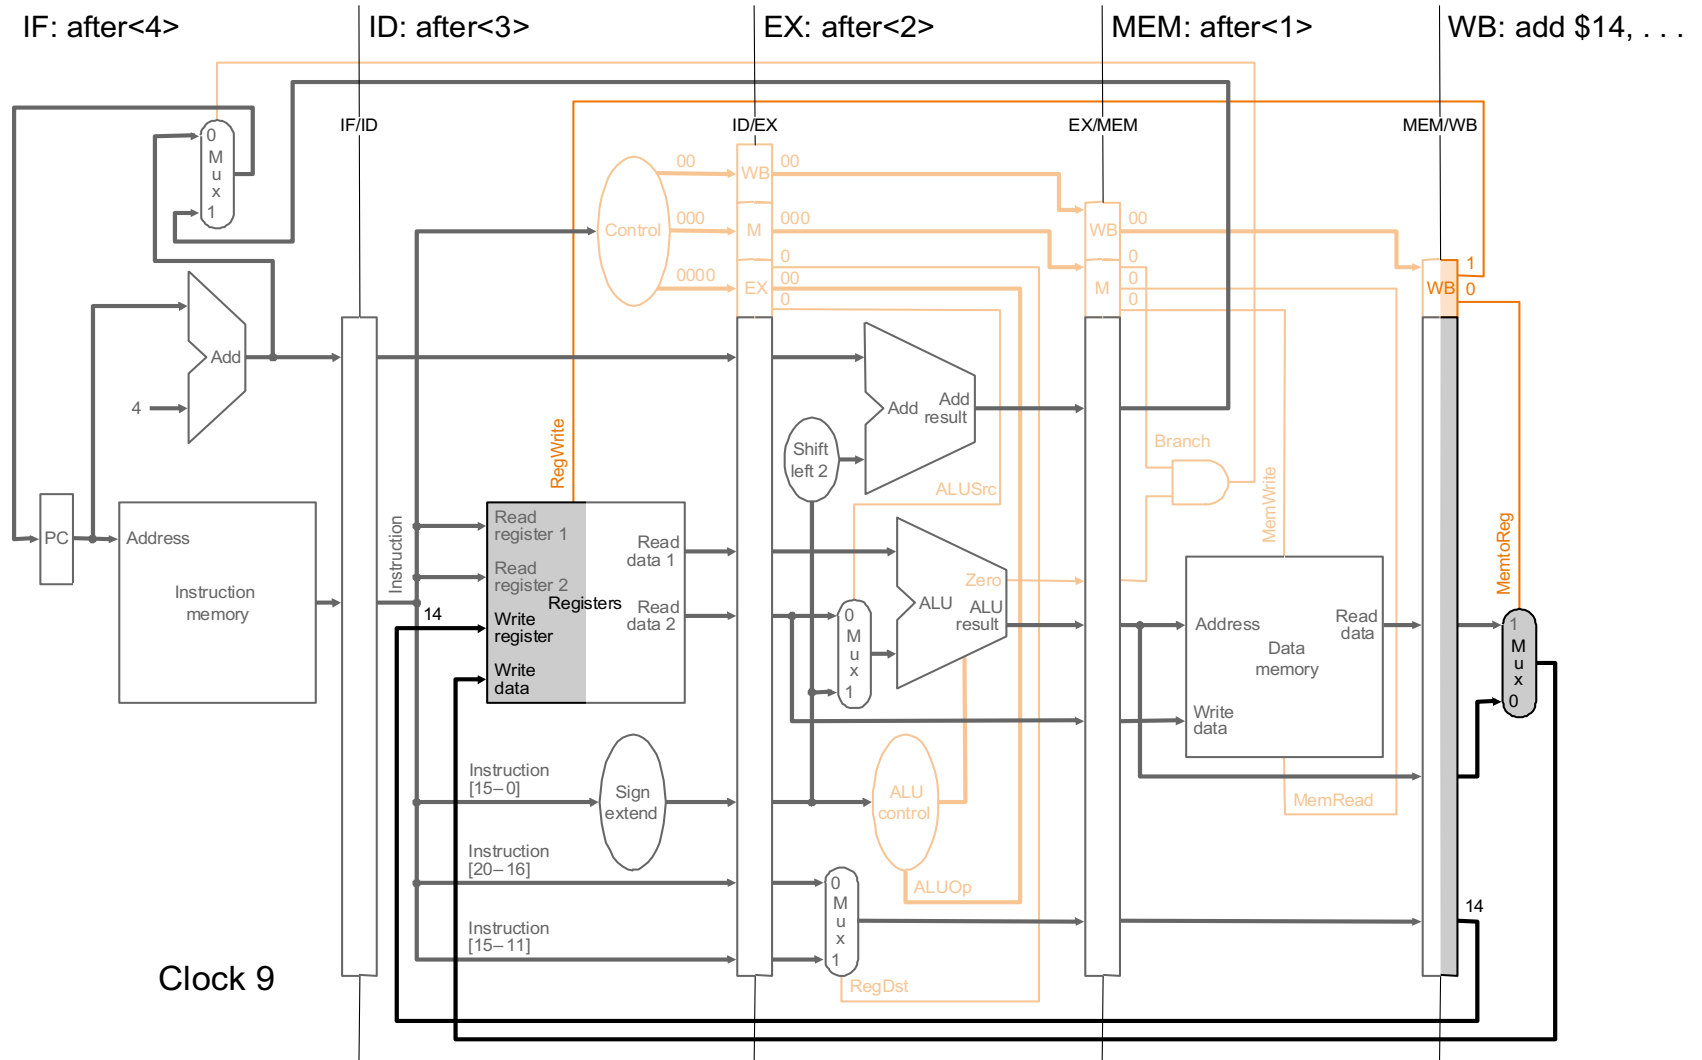 IF: after<4>
ID: after<3>
EX: after<2>
MEM: after<1>
WB: add $14, . . .
IF/ID
ID/EX
EX/MEM
MEM/WB
0
M
u
x
1
Control
00
000
0000
WB
M
EX
00
000
0
00
0
WB
M
00
0
0
0
WB
1
0
Add
4
RegWrite
Shift
left 2
Add
Add
result
Branch
ALUSrc
MemWrite
MemtoReg
PC
Address
Instruction
memory
Instruction
Read
register 1
Read
register 2
Registers
Write
register
Write
data
Read
data 1
Read
data 2
14
0
M
u
x
1
Zero
ALU
ALU
result
Address
Data
memory
Read
data
Write
data
1
M
u
x
0
Instruction
[15–0]
Sign
extend
ALU
control
MemRead
Instruction
[20–16]
0
M
u
x
1
ALUOp
14
Instruction
[15–11]
RegDst
Clock 9